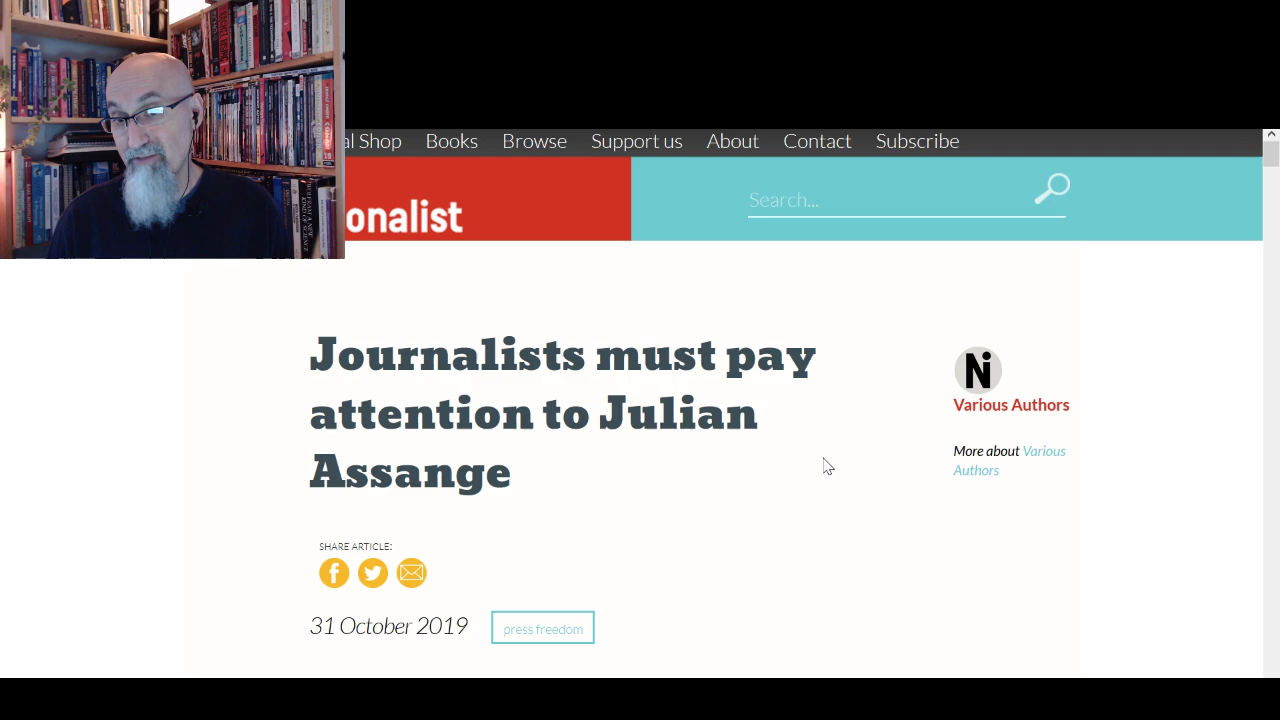 al Shop Books Browse Support us About Contact Subscribe
onalist
Search...
Journalists must pay
attention to Julian
Assange
Ni
Various Authors
More about Various
Authors
SHARE ARTICLE:
31 October 2019
press freedom